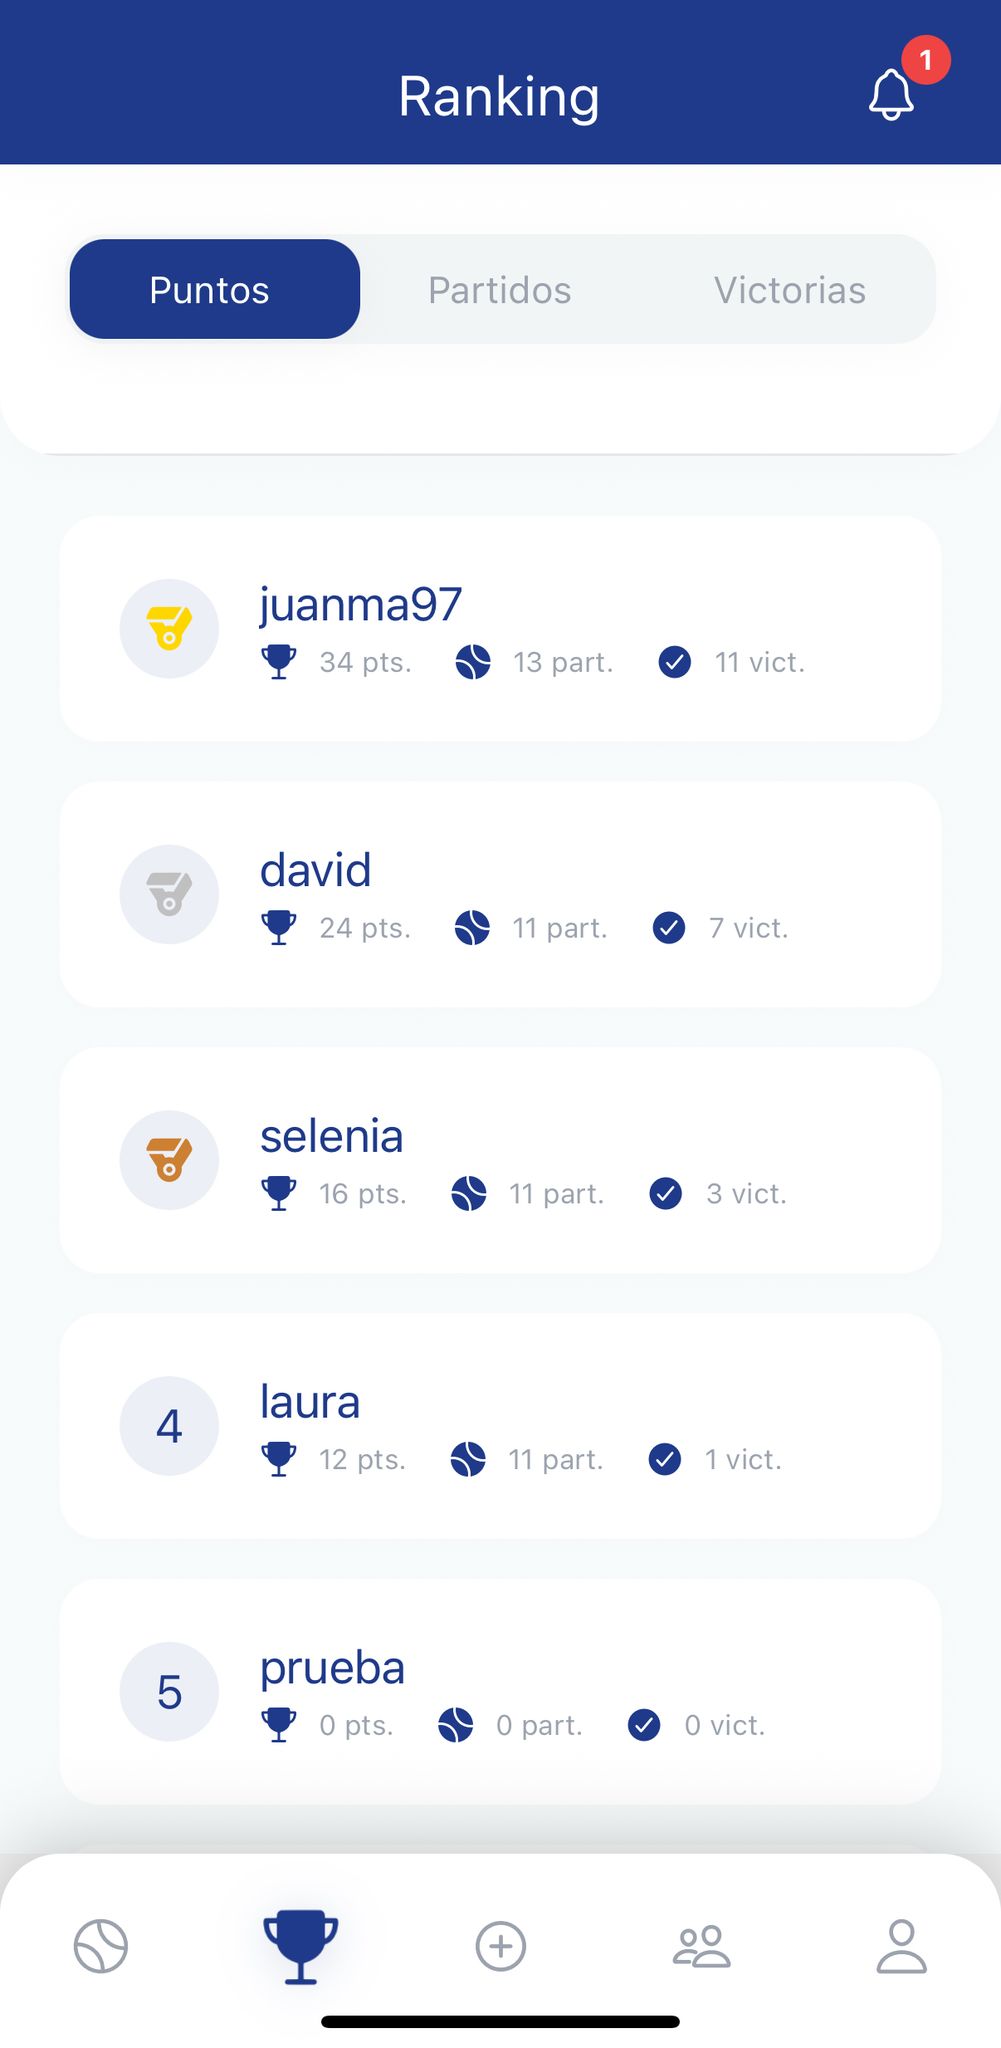 1
Ranking
Puntos Partidos Victorias
juanma97
34 pts. 13 part. 11 vict.
david
24 pts. 11 part. 7 vict.
selenia
16 pts. 11 part. 3 vict.
4
laura
12 pts. 11 part. 1 vict.
5
prueba
0 pts. 0 part. 0 vict.